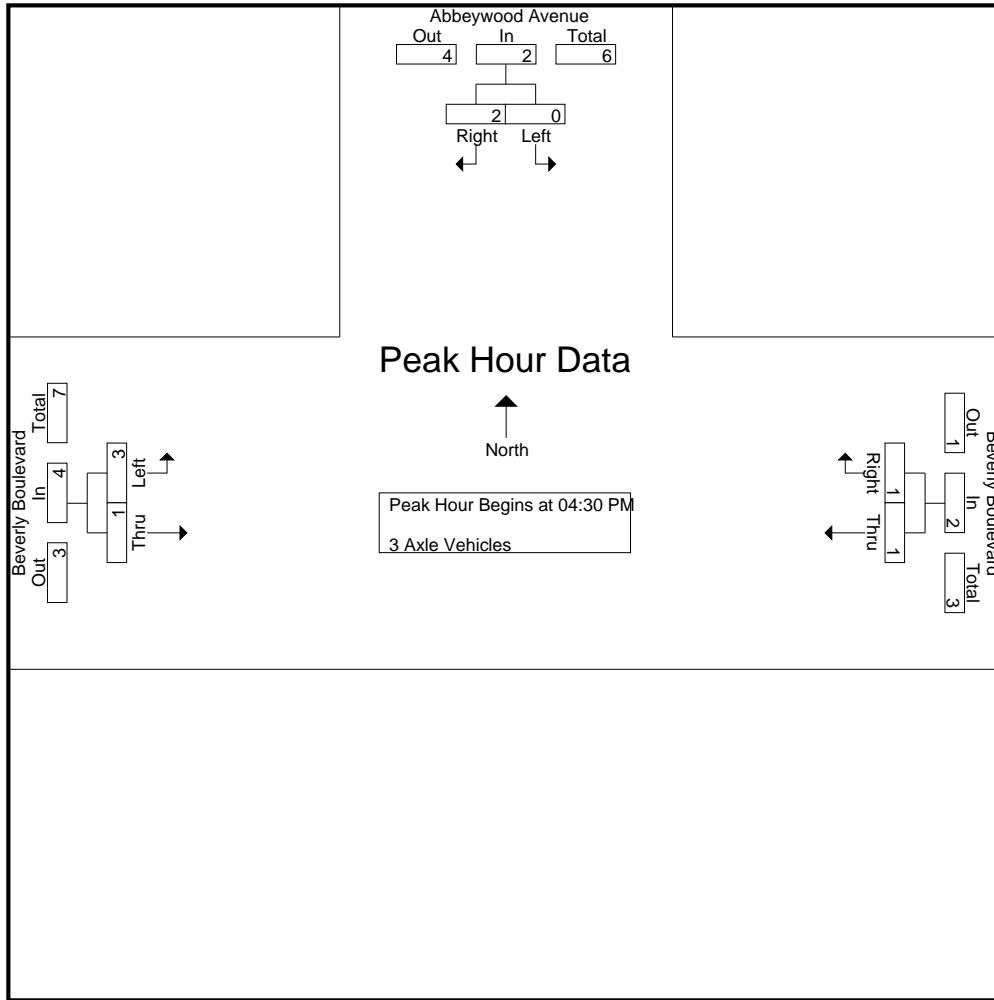 Abbeywood Avenue
Out In Total
4 2 6
2 0
Right Left
Peak Hour Data
North
Peak Hour Begins at 04:30 PM
3 Axle Vehicles
Beverly Boulevard
Out In Total
3 4 7
1 3
Thru Left
Beverly Boulevard
Out In Total
1 2 3
1 1
Right Thru